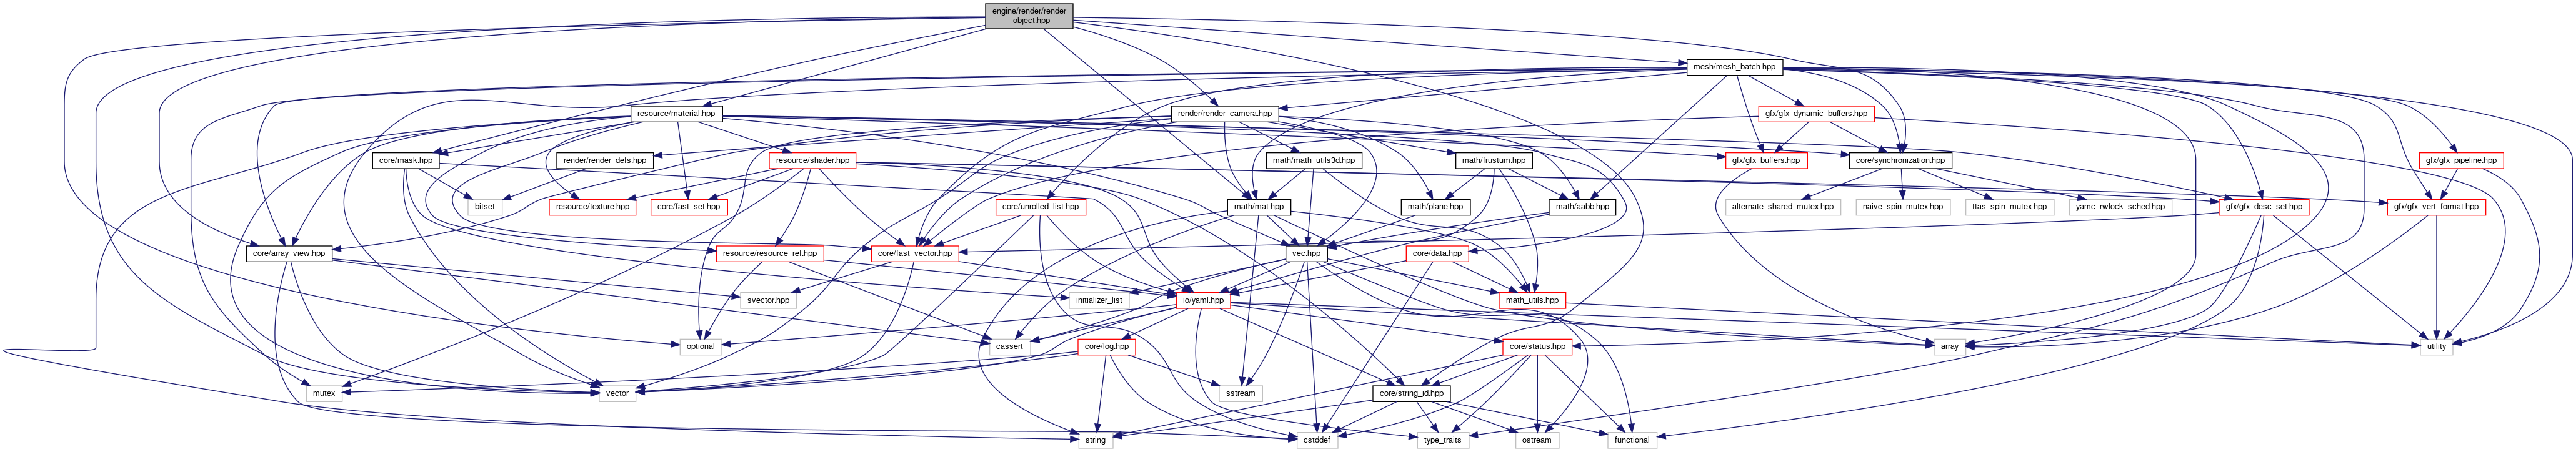 engine/render/render
_object.hpp
mesh/mesh_batch.hpp
resource/material.hpp
render/render_camera.hpp
gfx/gfx_dynamic_buffers.hpp
core/mask.hpp
render/render_defs.hpp
resource/shader.hpp
math/math_utils3d.hpp
math/frustum.hpp
gfx/gfx_buffers.hpp
core/synchronization.hpp
gfx/gfx_pipeline.hpp
bitset
resource/texture.hpp
core/fast_set.hpp
core/unrolled_list.hpp
math/mat.hpp
math/plane.hpp
math/aabb.hpp
alternate_shared_mutex.hpp
naive_spin_mutex.hpp
ttas_spin_mutex.hpp
yamc_rwlock_sched.hpp
gfx/gfx_desc_set.hpp
gfx/gfx_vert_format.hpp
core/array_view.hpp
resource/resource_ref.hpp
core/fast_vector.hpp
vec.hpp
core/data.hpp
svector.hpp
initializer_list
io/yaml.hpp
math_utils.hpp
optional
cassert
core/log.hpp
core/status.hpp
array
utility
mutex
vector
sstream
core/string_id.hpp
string
cstddef
type_traits
ostream
functional